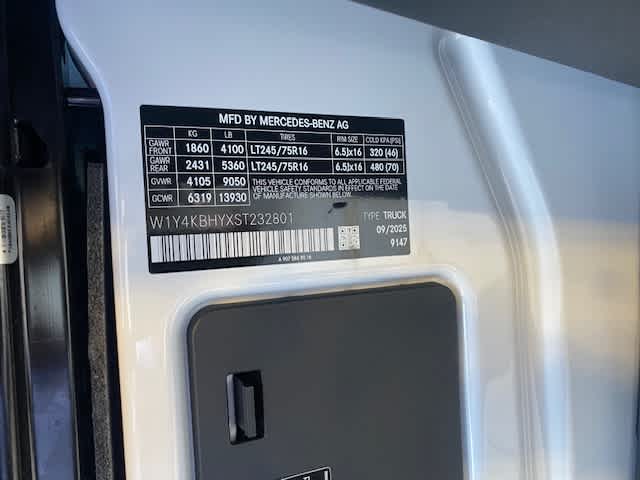 MFD BY MERCEDES-BENZ AG
KG LB TIRES RIM SIZE COLD KPA (PSI)
GAWR FRONT 1860 4100 LT245/75R16 6.5Jx16 320 (46)
GAWR REAR 2431 5360 LT245/75R16 6.5Jx16 480 (70)
GVWR 4105 9050 THIS VEHICLE CONFORMS TO ALL APPLICABLE FEDERAL
GCWR 6319 13930 VEHICLE SAFETY STANDARDS IN EFFECT ON THE DATE OF MANUFACTURE SHOWN ABOVE.
W1Y4KBHYXST232801 TYPE TRUCK
09/2025
9147